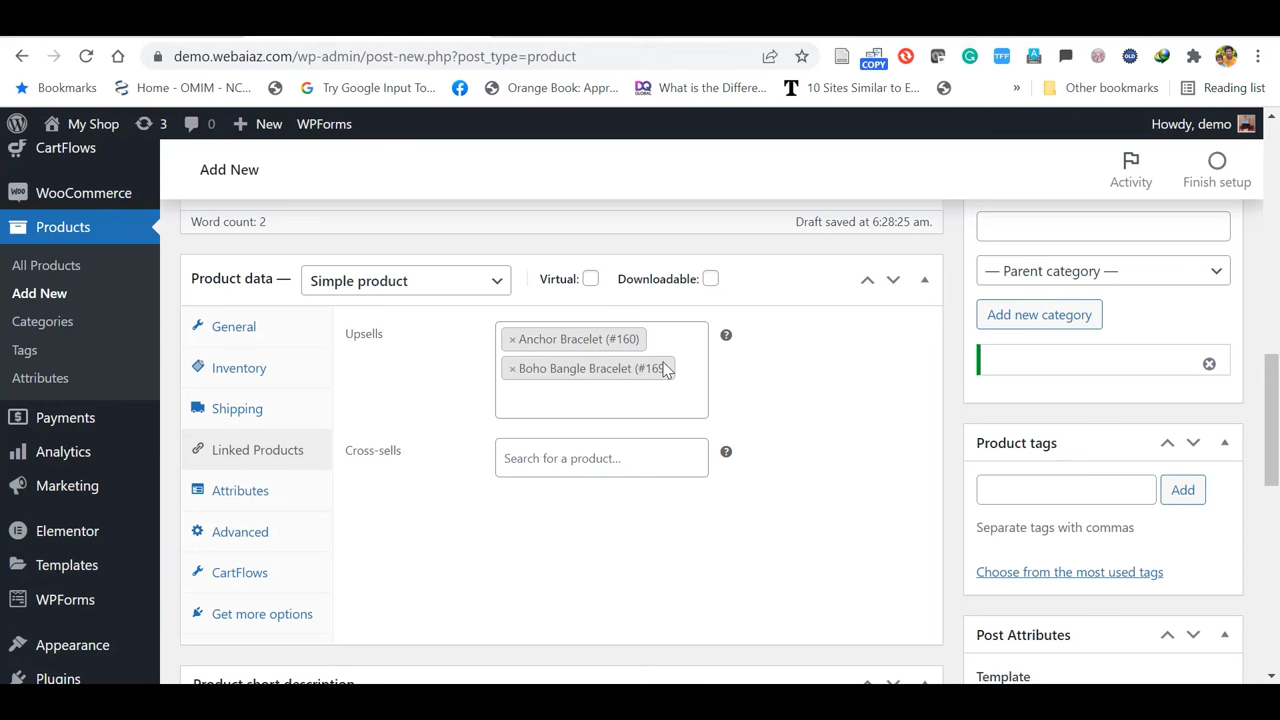 demo.webaiaz.com/wp-admin/post-new.php?post_type=product
COPY
TFF
OLD
Bookmarks
Home - OMIM - NC...
Try Google Input To...
Orange Book: Appr...
DQ GLOBAL
What is the Differe...
10 Sites Similar to E...
»
Other bookmarks
Reading list
My Shop
3
0
New
WPForms
Howdy, demo
CartFlows
WooCommerce
Products
All Products
Add New
Categories
Tags
Attributes
Payments
Analytics
Marketing
Elementor
Templates
WPForms
Appearance
Plugins
Add New
Activity
Finish setup
Word count: 2
Draft saved at 6:28:25 am.
Product data —
Simple product
Virtual:
Downloadable:
General
Inventory
Shipping
Linked Products
Attributes
Advanced
CartFlows
Get more options
Upsells
× Anchor Bracelet (#160)
× Boho Bangle Bracelet (#169
Cross-sells
Search for a product...
Product short description
— Parent category —
Add new category
Product tags
Add
Separate tags with commas
Choose from the most used tags
Post Attributes
Template